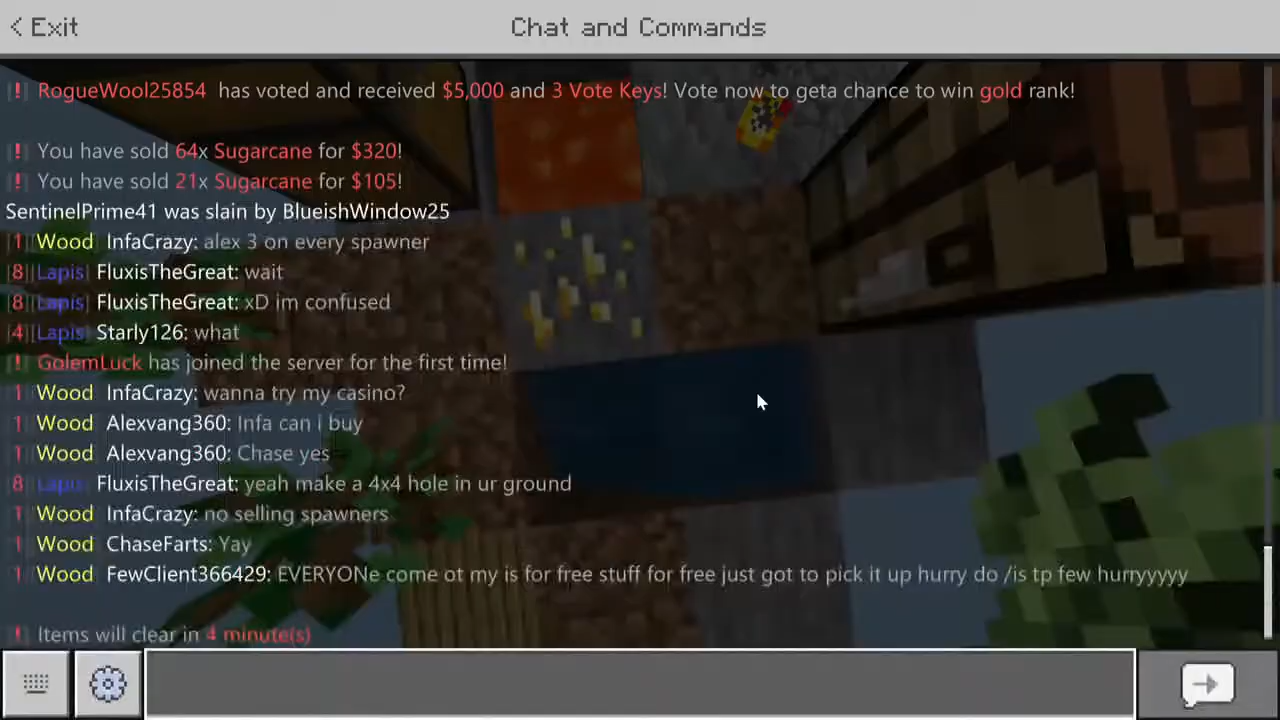 < Exit
Chat and Commands
|!| RogueWool25854 has voted and received $5,000 and 3 Vote Keys! Vote now to geta chance to win gold rank!
|!| You have sold 64x Sugarcane for $320!
|!| You have sold 21x Sugarcane for $105!
SentinelPrime41 was slain by BlueishWindow25
|1| Wood InfaCrazy: alex 3 on every spawner
|8||Lapis| FluxisTheGreat: wait
|8||Lapis| FluxisTheGreat: xD im confused
|4||Lapis| Starly126: what
|!| GolemLuck has joined the server for the first time!
|1| Wood InfaCrazy: wanna try my casino?
|1| Wood Alexvang360: Infa can I buy
|1| Wood Alexvang360: Chase yes
|8| Lapis FluxisTheGreat: yeah make a 4x4 hole in ur ground
|1| Wood InfaCrazy: no selling spawners
|1| Wood ChaseFarts: Yay
|1| Wood FewClient366429: EVERYONe come ot my is for free stuff for free just got to pick it up hurry do /is tp few hurryyyyy
|!| Items will clear in 4 minute(s)